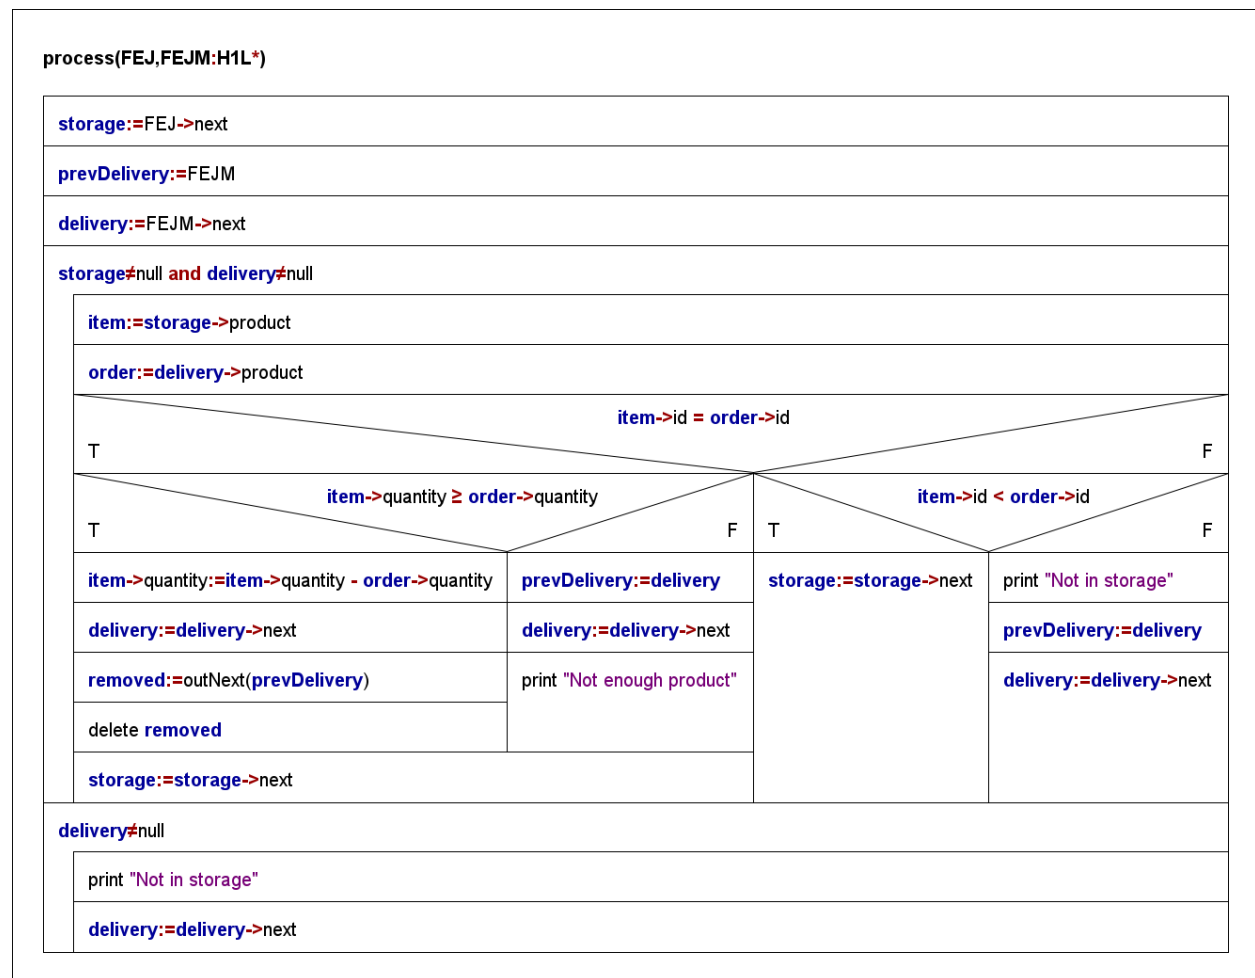 process(FEJ,FEJM:H1L*)
storage:=FEJ->next
prevDelivery:=FEJM
delivery:=FEJM->next
storage≠null and delivery≠null
item:=storage->product
order:=delivery->product
item->id = order->id
T F
item->quantity ≥ order->quantity
T F
item->id < order->id
T F
item->quantity:=item->quantity - order->quantity
delivery:=delivery->next
removed:=outNext(prevDelivery)
delete removed
prevDelivery:=delivery
delivery:=delivery->next
print "Not enough product"
storage:=storage->next
storage:=storage->next
print "Not in storage"
prevDelivery:=delivery
delivery:=delivery->next
delivery≠null
print "Not in storage"
delivery:=delivery->next